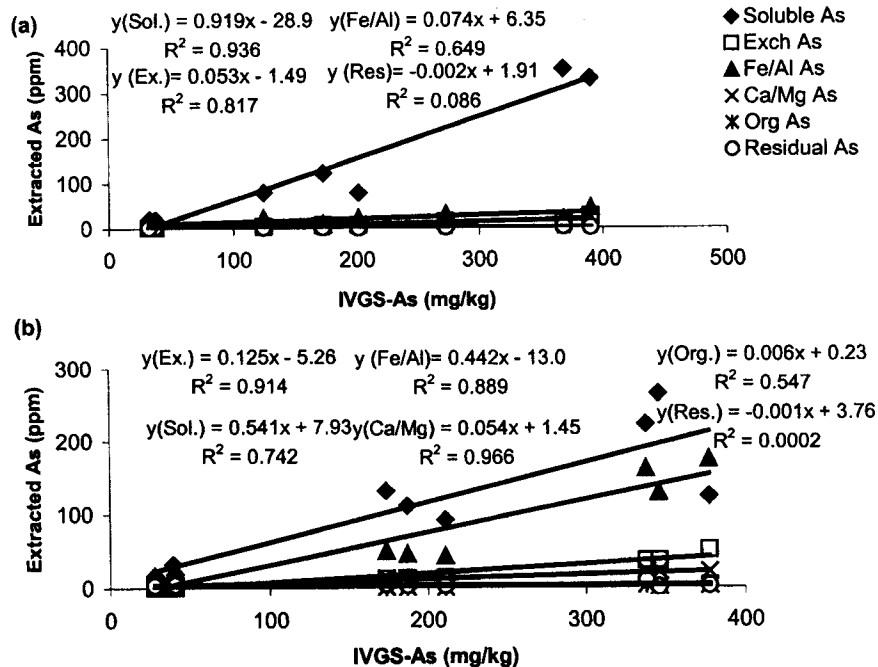 (a)
y(Sol.) = 0.919x - 28.9 y(Fe/Al)= 0.074x + 6.35
R² = 0.936 R² = 0.649
y (Ex.)= 0.053x - 1.49 y (Res)= -0.002x + 1.91
R² = 0.817 R² = 0.086
Soluble As
Exch As
Fe/Al As
Ca/Mg As
Org As
Residual As
Extracted As (ppm)
400
300
200
100
0
0 100 200 300 400 500
IVGS-As (mg/kg)
(b)
y(Ex.) = 0.125x - 5.26 y (Fe/Al)= 0.442x - 13.0 y(Org.) = 0.006x + 0.23
R² = 0.914 R² = 0.889 R² = 0.547
y(Sol.) = 0.541x + 7.93 y(Ca/Mg) = 0.054x + 1.45 y(Res.) = -0.001x + 3.76
R² = 0.742 R² = 0.966 R² = 0.0002
Extracted As (ppm)
300
200
100
0
0 100 200 300 400
IVGS-As (mg/kg)